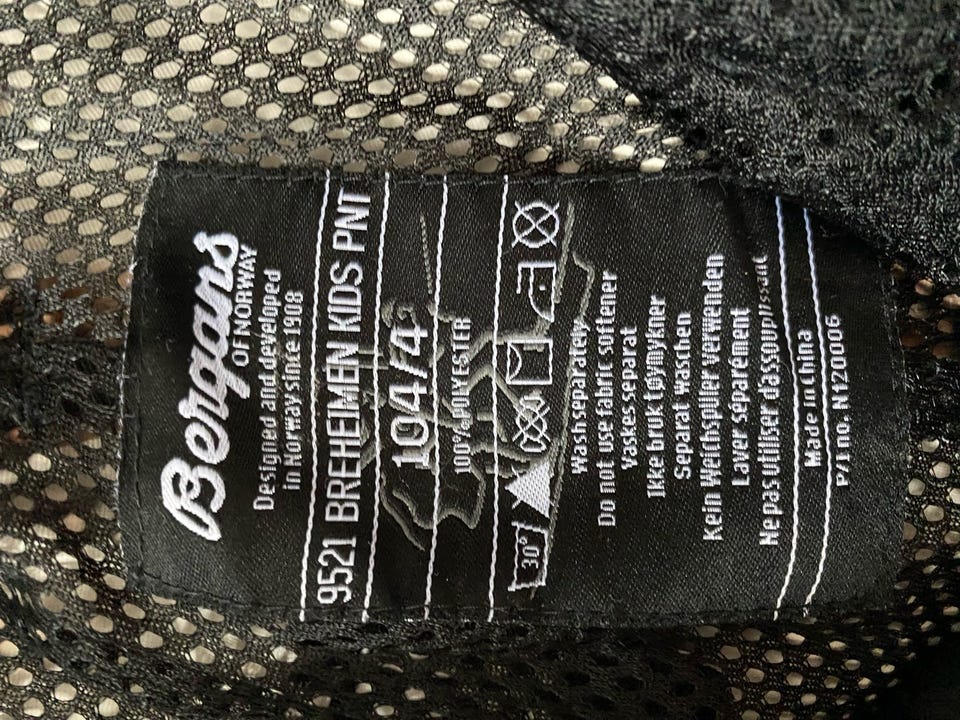 Bergans
OF NORWAY
Designed and developed
in Norway since 1908
9521 BREHEIMEN KIDS PNT
104/4
100% POLYESTER
30°
Wash separately
Do not use fabric softener
Vaskes separat
Ikke bruk tøymykner
Separat waschen
Kein Weichspüler verwenden
Laver séparément
Ne pas utiliser d'assouplissant
Made in China
P/I no. N1200006